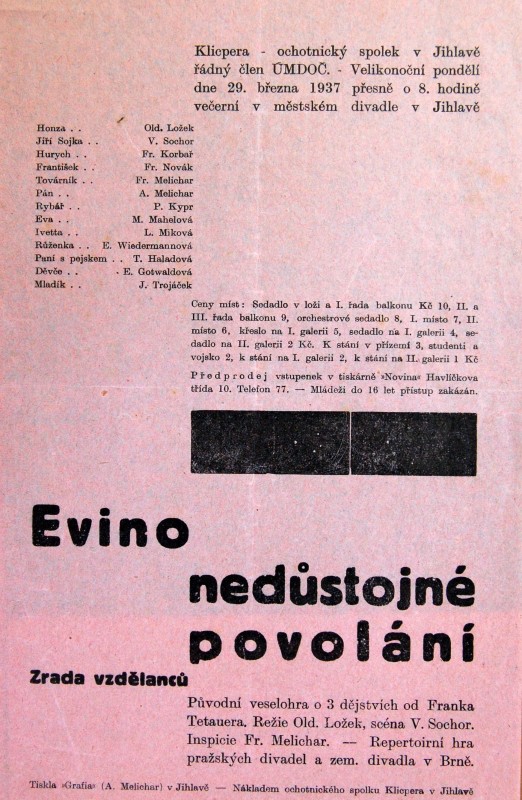 Klicpera - ochotnický spolek v Jihlavě
řádný člen ÚMDOČ. - Velikonoční pondělí
dne 29. března 1937 přesně o 8. hodině
večerní v městském divadle v Jihlavě
Honza . . Old. Ložek
Jiří Sojka . . V. Sochor
Hurych . . Fr. Korbař
František . . Fr. Novák
Továrník . . Fr. Melichar
Pán . . A. Melichar
Rybář . . P. Kypr
Eva . . M. Mahelová
Ivetta . . L. Miková
Růženka . . E. Wiedermannová
Paní s pejskem . . T. Haladová
Děvče . . E. Gotwaldová
Mladík . . J. Trojáček
Ceny míst: Sedadlo v loži a I. řada balkonu Kč 10, II. a
III. řada balkonu 9, orchestrové sedadlo 8, I. místo 7, II.
místo 6, křeslo na I. galerii 5, sedadlo na I. galerii 4, se-
dadlo na II. galerii 2 Kč. K stání v přízemí 3, studenti a
vojsko 2, k stání na I. galerii 2, k stání na II. galerii 1 Kč
Předprodej vstupenek v tiskárně »Novina« Havlíčkova
třída 10. Telefon 77. — Mládeži do 16 let přístup zakázán.
Evino
nedůstojné
povolání
Zrada vzdělanců
Původní veselohra o 3 dějstvích od Franka
Tetauera. Režie Old. Ložek, scéna V. Sochor.
Inspicie Fr. Melichar. — Repertoirní hra
pražských divadel a zem. divadla v Brně.
Tiskla »Grafia« (A. Melichar) v Jihlavě — Nákladem ochotnického spolku Klicpera v Jihlavě